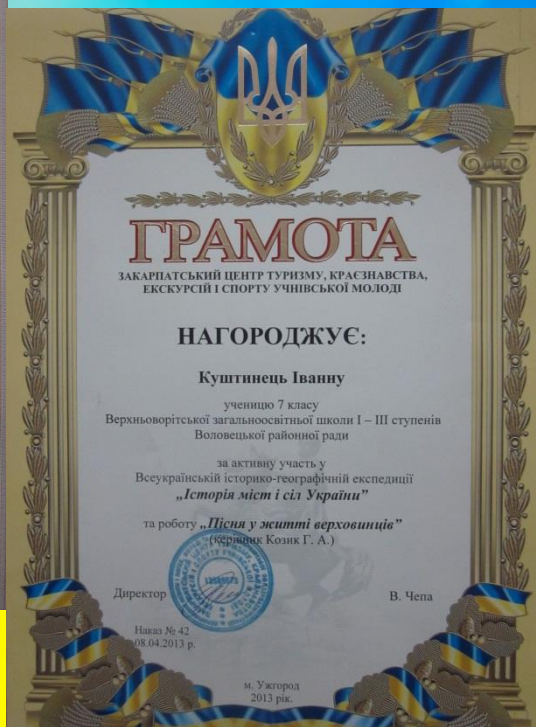 ГРАМОТА
ЗАКАРПАТСЬКИЙ ЦЕНТР ТУРИЗМУ, КРАЄЗНАВСТВА,
ЕКСКУРСІЙ І СПОРТУ УЧНІВСЬКОЇ МОЛОДІ
НАГОРОДЖУЄ:
Куштинець Іванну
ученицю 7 класу
Верхньоворітської загальноосвітньої школи І – ІІІ ступенів
Воловецької районної ради
за активну участь у
Всеукраїнській історико-географічній експедиції
„Історія міст і сіл України”
та роботу „Пісня у житті верховинців”
(керівник Козик Г. А.)
Директор
В. Чепа
Наказ № 42
08.04.2013 р.
м. Ужгород
2013 рік.